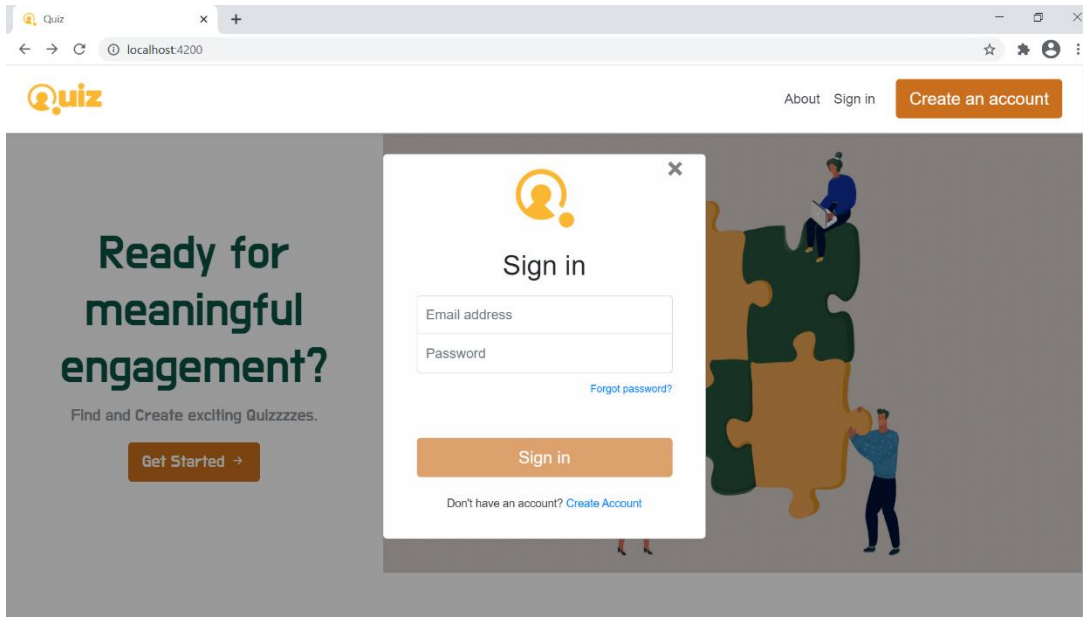 Quiz
localhost:4200
Quiz
About Sign in Create an account
Ready for
meaningful
engagement?
Find and Create exciting Quizzzzes.
Get Started →
Sign in
Email address
Password
Forgot password?
Sign in
Don't have an account? Create Account